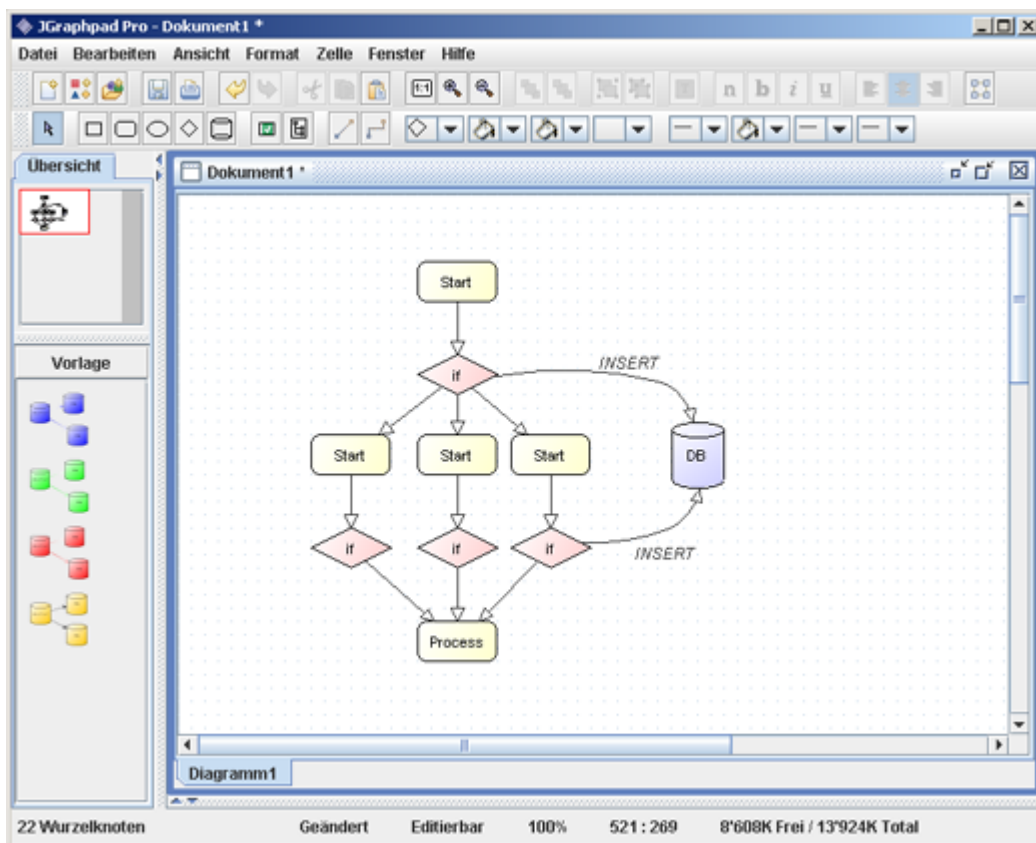 JGraphpad Pro - Dokument1 *
Datei Bearbeiten Ansicht Format Zelle Fenster Hilfe
1:1 n b i u
Übersicht
Dokument1 *
Vorlage
Start
if
INSERT
Start Start Start
DB
if if if
INSERT
Process
Diagramm1
22 Wurzelknoten Geändert Editierbar 100% 521 : 269 8'608K Frei / 13'924K Total